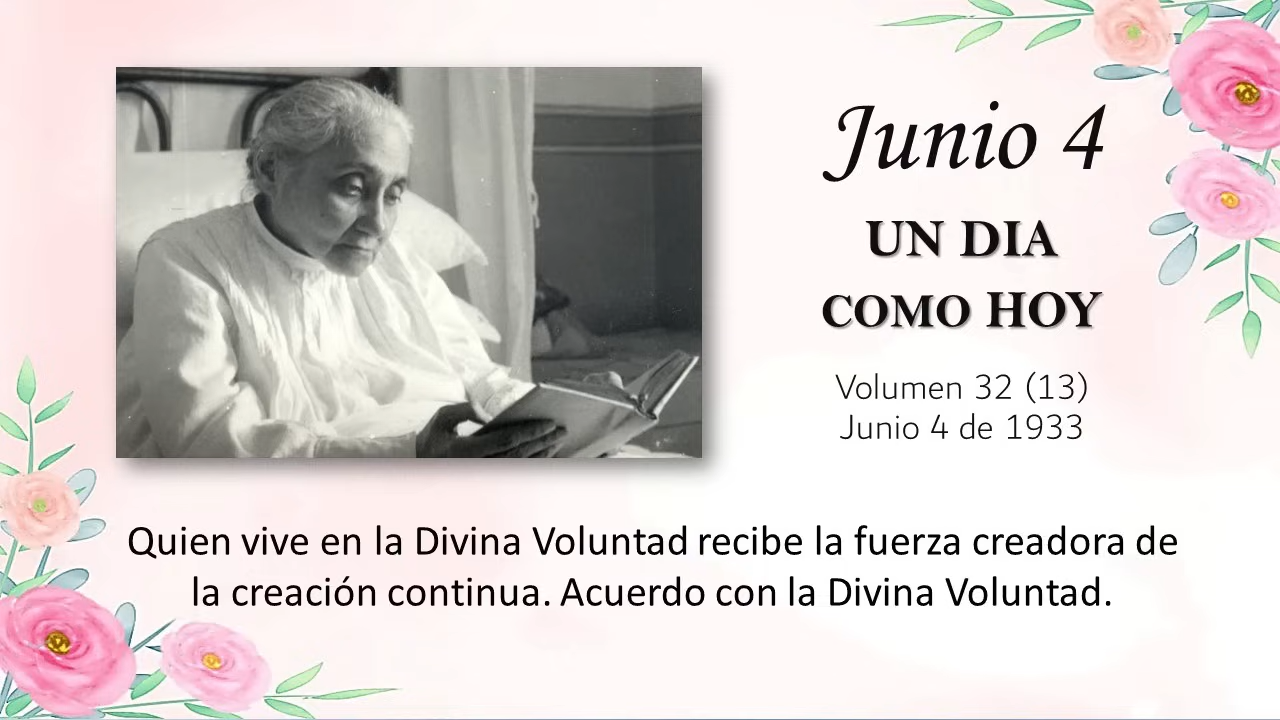 Junio 4
UN DIA
COMO HOY
Volumen 32 (13)
Junio 4 de 1933
Quien vive en la Divina Voluntad recibe la fuerza creadora de
la creación continua. Acuerdo con la Divina Voluntad.